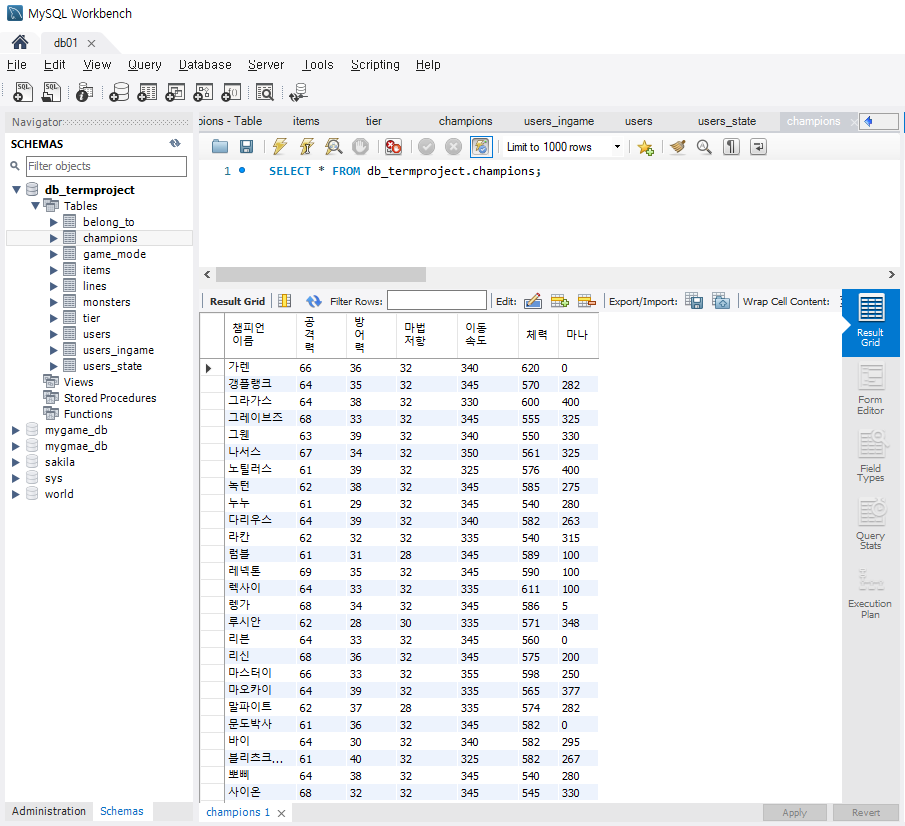 MySQL Workbench
db01
File Edit View Query Database Server Tools Scripting Help
Navigator
SCHEMAS
Filter objects
db_termproject
Tables
belong_to
champions
game_mode
items
lines
monsters
tier
users
users_ingame
users_state
Views
Stored Procedures
Functions
mygame_db
mygmae_db
sakila
sys
world
Administration Schemas
pions - Table items tier champions users_ingame users users_state champions
Limit to 1000 rows
1 SELECT * FROM db_termproject.champions;
Result Grid Filter Rows: Edit: Export/Import: Wrap Cell Content:
챔피언 이름 공격력 방어력 마법 저항 이동 속도 체력 마나
가렌 66 36 32 340 620 0
갱플랭크 64 35 32 345 570 282
그라가스 64 38 32 330 600 400
그레이브즈 68 33 32 345 555 325
그웬 63 39 32 340 550 330
나서스 67 34 32 350 561 325
노틸러스 61 39 32 325 576 400
녹턴 62 38 32 345 585 275
누누 61 29 32 345 540 280
다리우스 64 39 32 340 582 263
라칸 62 32 32 335 540 315
럼블 61 31 28 345 589 100
레넥톤 69 35 32 345 590 100
렉사이 64 33 32 335 611 100
렝가 68 34 32 345 586 5
루시안 62 28 30 335 571 348
리븐 64 33 32 345 560 0
리신 68 36 32 345 575 200
마스터이 66 33 32 355 598 250
마오카이 64 39 32 335 565 377
말파이트 62 37 28 335 574 282
문도박사 61 36 32 345 582 0
바이 64 30 32 340 582 295
블리츠크... 61 40 32 325 582 267
뽀삐 64 38 32 345 540 280
사이온 68 32 32 345 545 330
Result
Grid
Form
Editor
Field
Types
Query
Stats
Execution
Plan
champions 1
Apply Revert